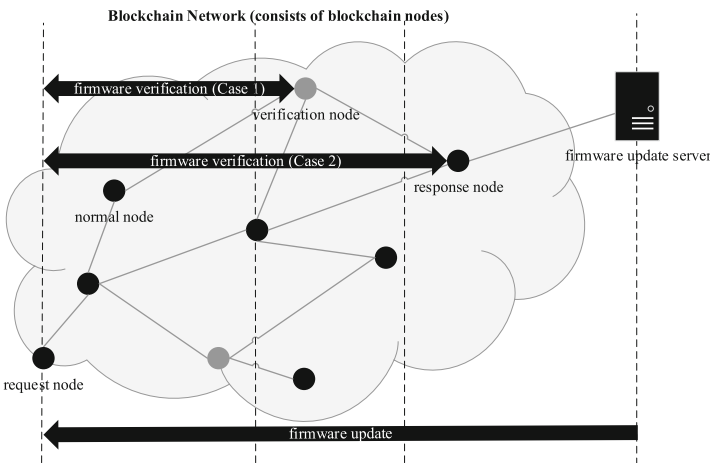 Blockchain Network (consists of blockchain nodes)
firmware verification (Case 1)
verification node
firmware verification (Case 2)
firmware update server
response node
normal node
request node
firmware update